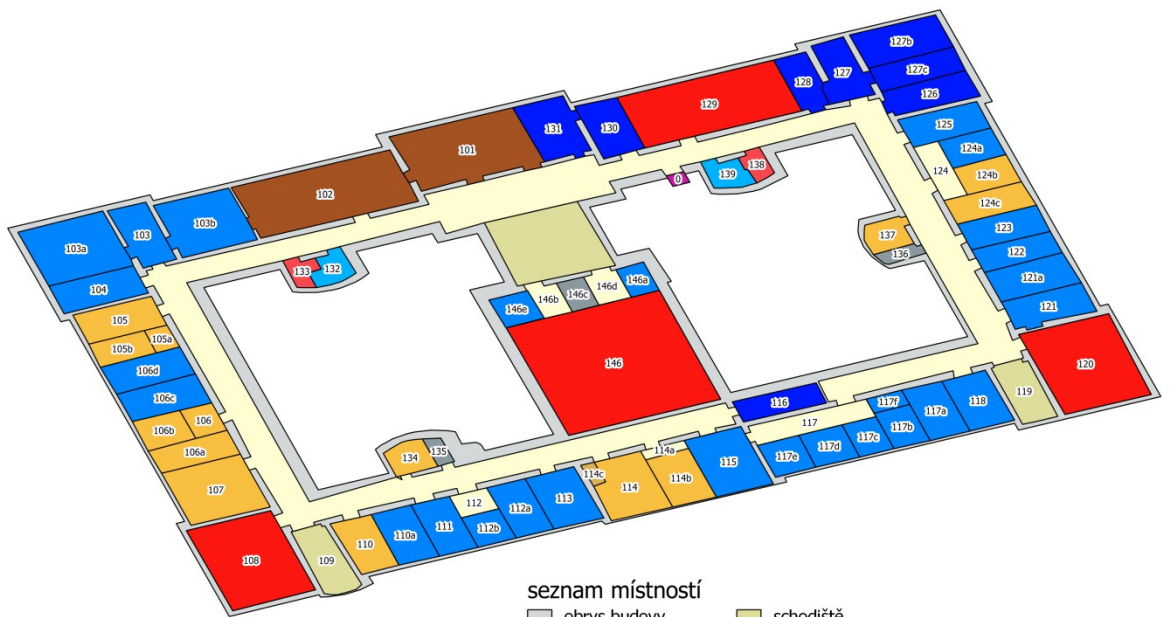 127b
127
127c
128
126
129
131
130
125
101
124a
138
139
0
124
124b
102
124c
103
103b
137
123
103a
136
122
133
132
146d
146a
121a
104
146b
146c
146e
121
105
105a
105b
146
120
106d
106c
119
116
117f
118
106
117
117a
106b
117b
106a
114a
117c
134
135
115
117d
117e
107
114c
114
114b
112
113
112a
111
112b
110a
110
108
109
seznam místností
obrys budovy
schodiště